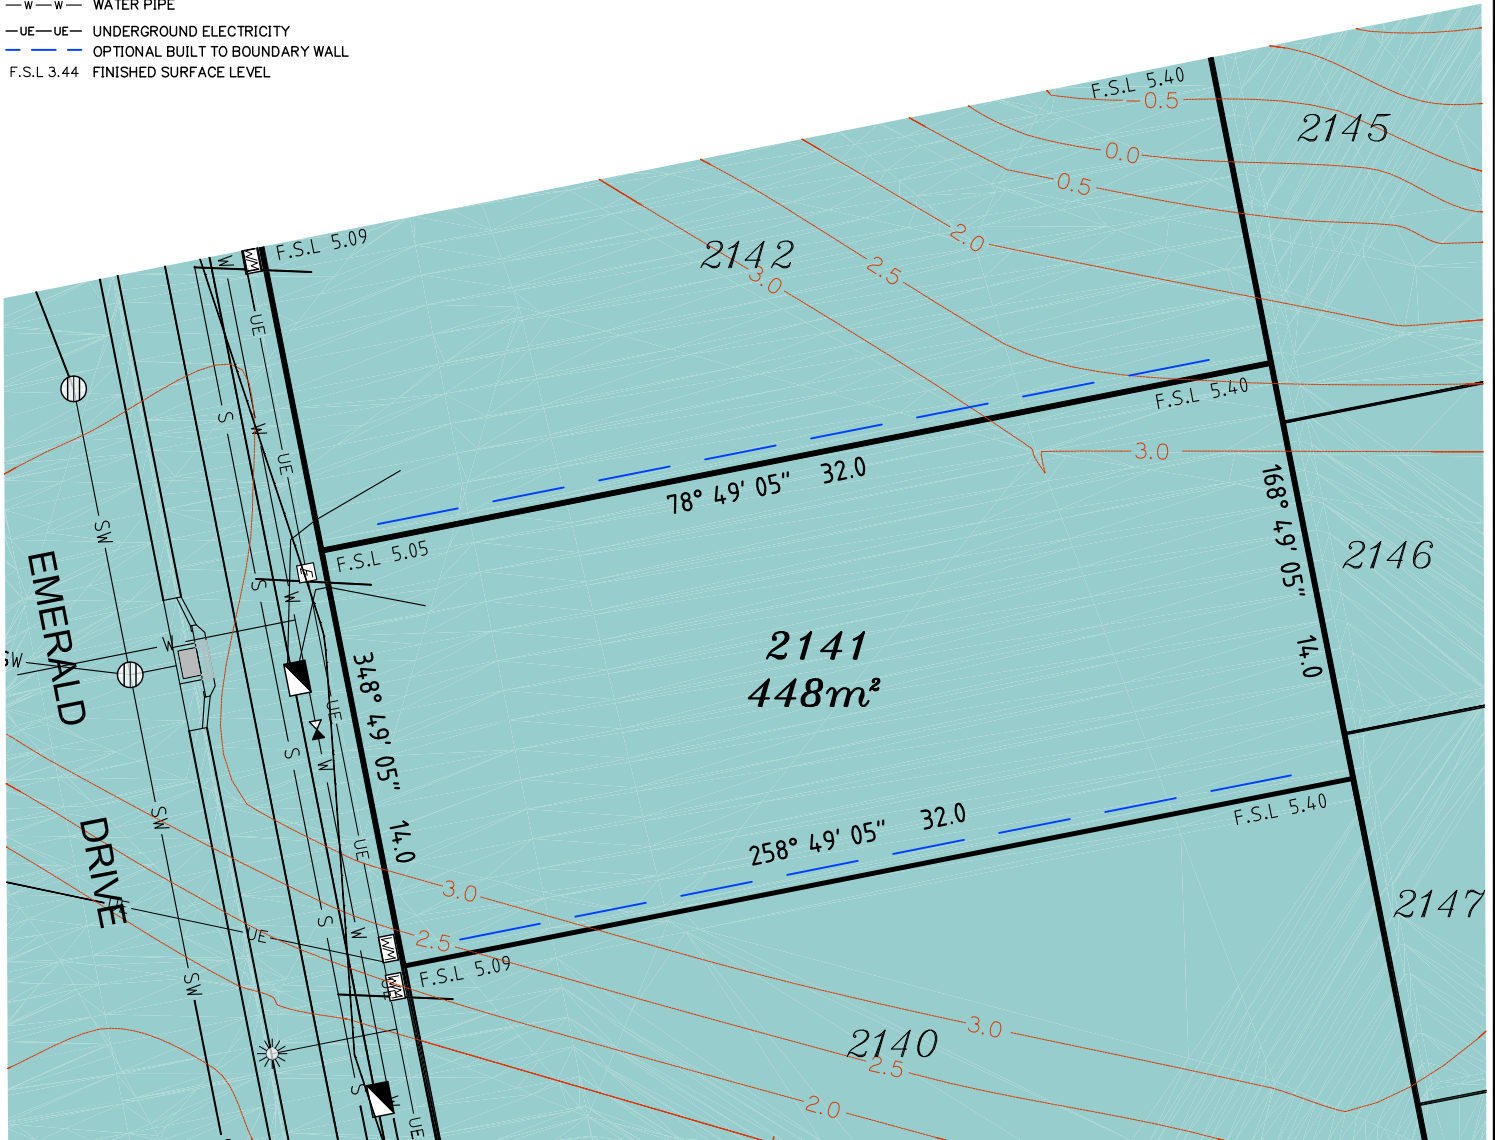 W W WATER PIPE
UE UE UNDERGROUND ELECTRICITY
OPTIONAL BUILT TO BOUNDARY WALL
F.S.L 3.44 FINISHED SURFACE LEVEL
F.S.L 5.40
0.5
2145
0.0
0.5
2.0
F.S.L 5.09
2142
2.5
3.0
W
WM
UE
F.S.L 5.40
S
W
UE
3.0
78° 49' 05" 32.0
168° 49' 05" 14.0
SW
F.S.L 5.05
E
S
W
2146
EMERALD
DRIVE
W
SW
2141
448m²
348° 49' 05" 14.0
UE
S
W
SW
UE
258° 49' 05" 32.0
F.S.L 5.40
3.0
2147
2.5
S
W
UE
WM
F.S.L 5.09
WM
SW
3.0
2140
2.5
2.0
S
W
UE